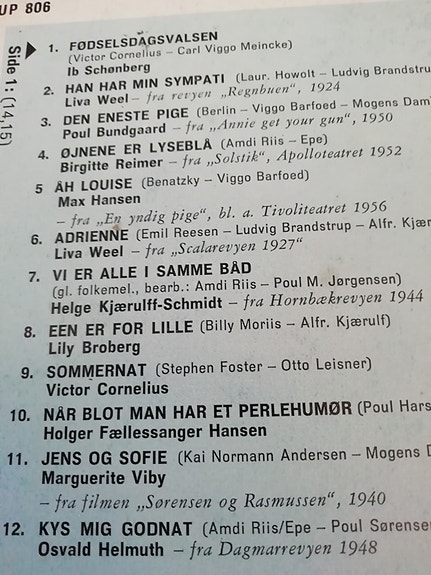 UP 806
Side 1: (14,15)
1. FØDSELSDAGSVALSEN
(Victor Cornelius – Carl Viggo Meincke)
Ib Schønberg
2. HAN HAR MIN SYMPATI (Laur. Howolt – Ludvig Brandstru
Liva Weel – fra revyen „Regnbuen", 1924
3. DEN ENESTE PIGE (Berlin – Viggo Barfoed – Mogens Dam
Poul Bundgaard – fra „Annie get your gun", 1950
4. ØJNENE ER LYSEBLÅ (Amdi Riis – Epe)
Birgitte Reimer – fra „Solstik", Apolloteatret 1952
5 ÅH LOUISE (Benatzky – Viggo Barfoed)
Max Hansen
– fra „En yndig pige", bl. a. Tivoliteatret 1956
6. ADRIENNE (Emil Reesen – Ludvig Brandstrup – Alfr. Kjær
Liva Weel – fra „Scalarevyen 1927"
7. VI ER ALLE I SAMME BÅD
(gl. folkemel., bearb.: Amdi Riis – Poul M. Jørgensen)
Helge Kjærulff-Schmidt – fra Hornbækrevyen 1944
8. EEN ER FOR LILLE (Billy Moriis – Alfr. Kjærulf)
Lily Broberg
9. SOMMERNAT (Stephen Foster – Otto Leisner)
Victor Cornelius
10. NÅR BLOT MAN HAR ET PERLEHUMØR (Poul Hars
Holger Fællessanger Hansen
11. JENS OG SOFIE (Kai Normann Andersen – Mogens D
Marguerite Viby
– fra filmen „Sørensen og Rasmussen", 1940
12. KYS MIG GODNAT (Amdi Riis/Epe – Poul Sørense
Osvald Helmuth – fra Dagmarrevyen 1948